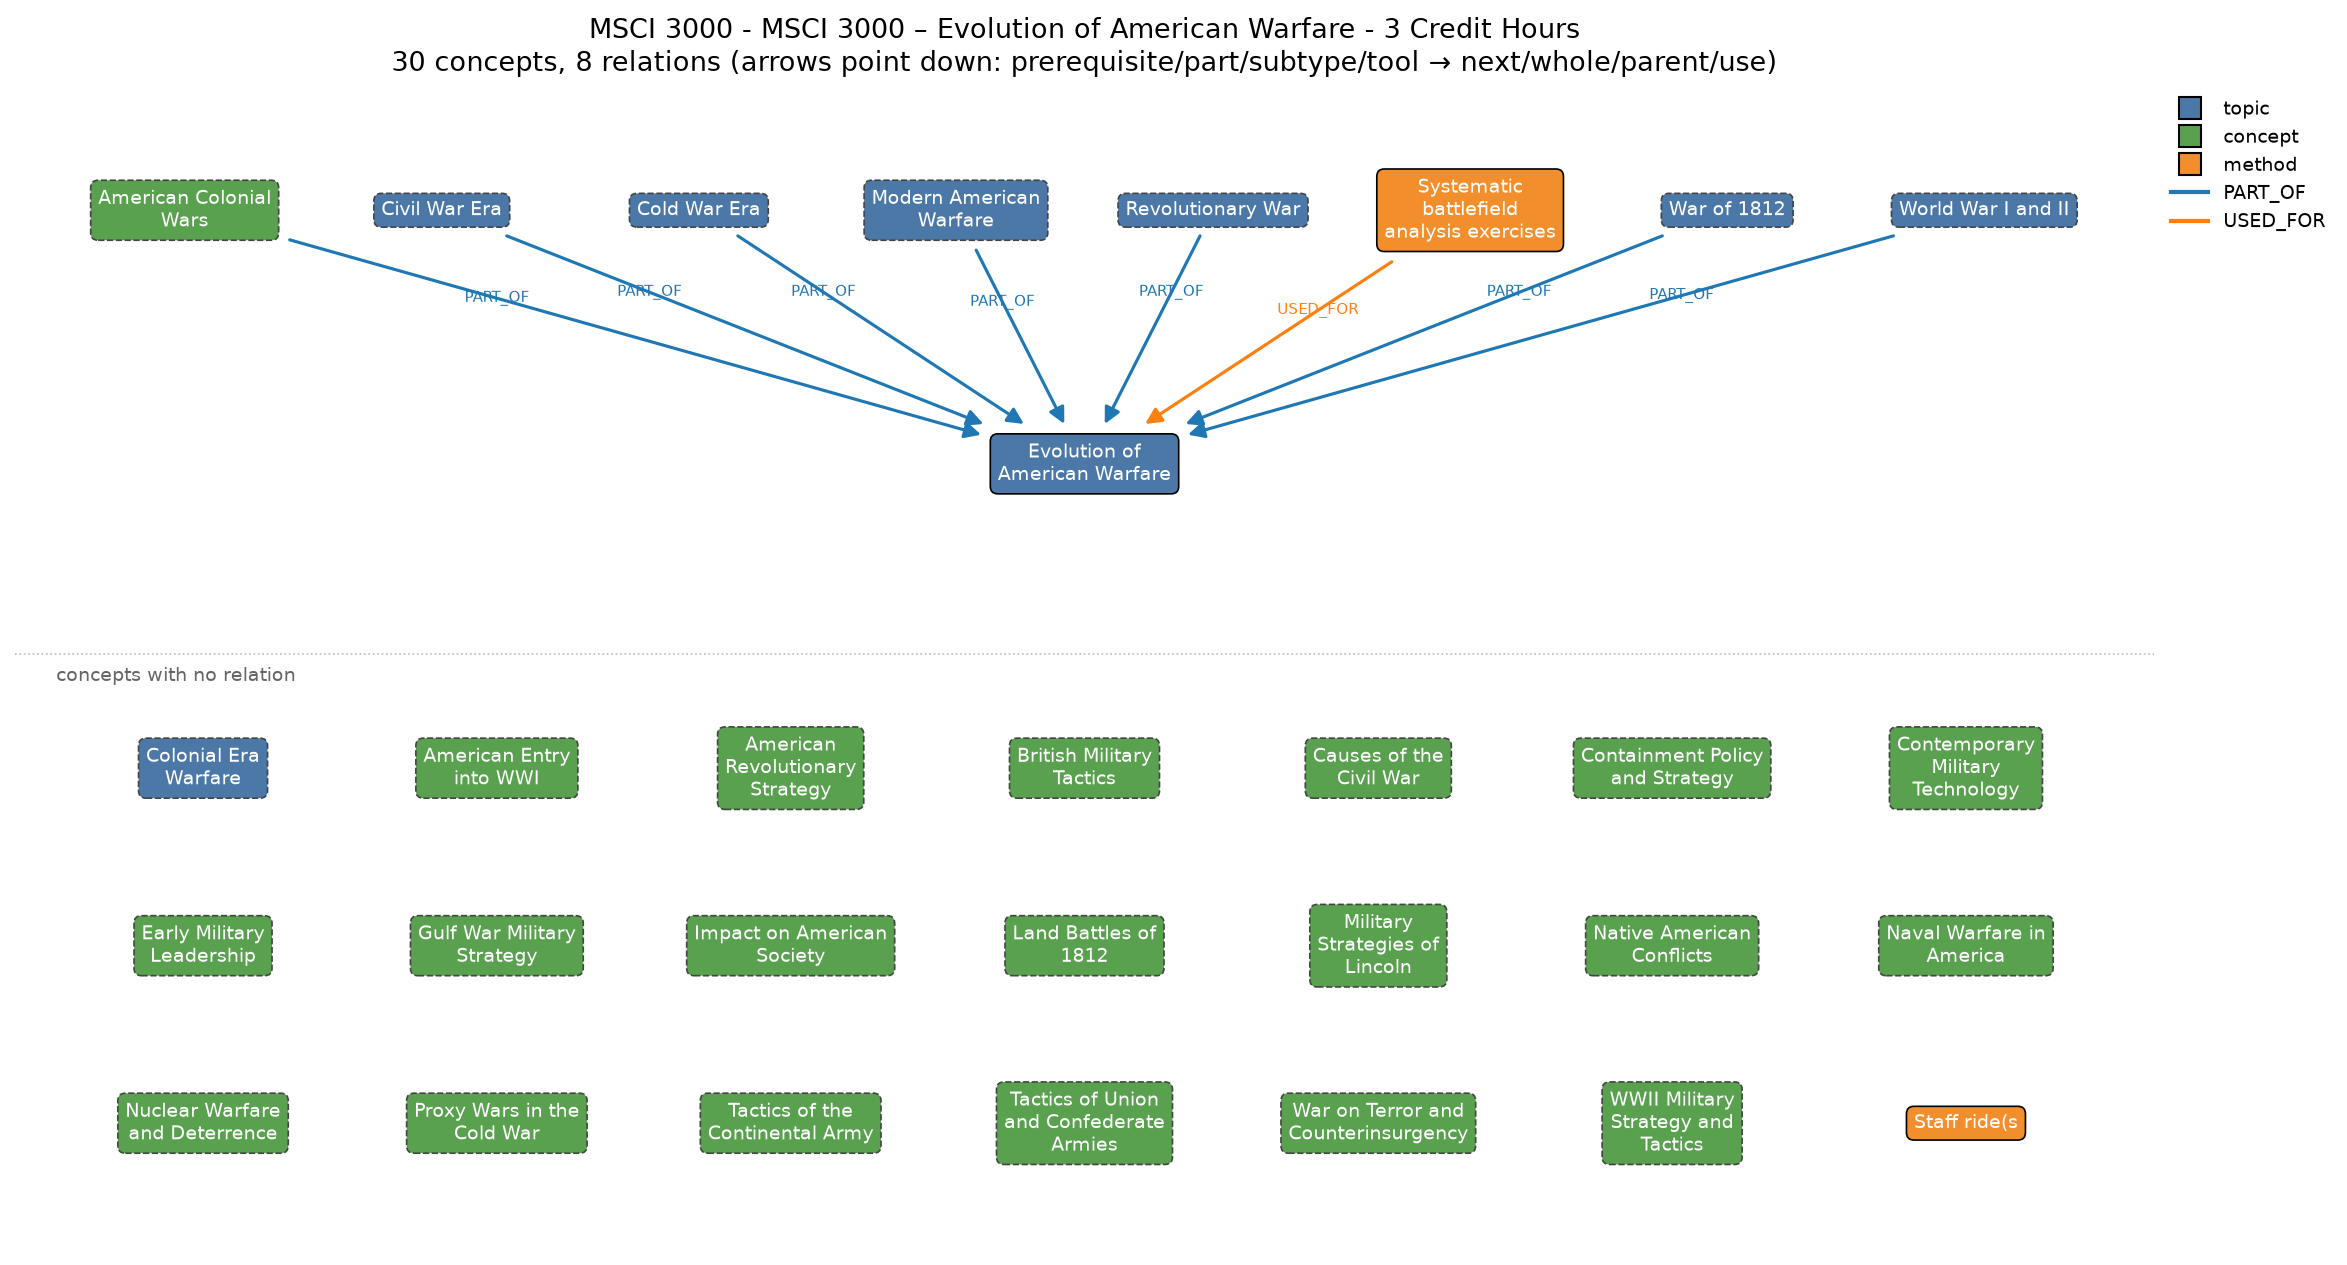 MSCI 3000 - MSCI 3000 – Evolution of American Warfare - 3 Credit Hours
30 concepts, 8 relations (arrows point down: prerequisite/part/subtype/tool → next/whole/parent/use)
topic
concept
method
PART_OF
USED_FOR
American Colonial
Wars
Civil War Era
Cold War Era
Modern American
Warfare
Revolutionary War
Systematic
battlefield
analysis exercises
War of 1812
World War I and II
PART_OF
PART_OF
PART_OF
PART_OF
PART_OF
USED_FOR
PART_OF
PART_OF
Evolution of
American Warfare
concepts with no relation
Colonial Era
Warfare
American Entry
into WWI
American
Revolutionary
Strategy
British Military
Tactics
Causes of the
Civil War
Containment Policy
and Strategy
Contemporary
Military
Technology
Early Military
Leadership
Gulf War Military
Strategy
Impact on American
Society
Land Battles of
1812
Military
Strategies of
Lincoln
Native American
Conflicts
Naval Warfare in
America
Nuclear Warfare
and Deterrence
Proxy Wars in the
Cold War
Tactics of the
Continental Army
Tactics of Union
and Confederate
Armies
War on Terror and
Counterinsurgency
WWII Military
Strategy and
Tactics
Staff ride(s